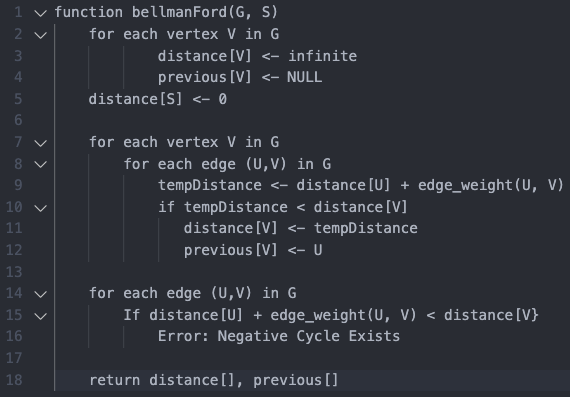 1 function bellmanFord(G, S)
2 for each vertex V in G
3 distance[V] <- infinite
4 previous[V] <- NULL
5 distance[S] <- 0
6
7 for each vertex V in G
8 for each edge (U,V) in G
9 tempDistance <- distance[U] + edge_weight(U, V)
10 if tempDistance < distance[V]
11 distance[V] <- tempDistance
12 previous[V] <- U
13
14 for each edge (U,V) in G
15 If distance[U] + edge_weight(U, V) < distance[V}
16 Error: Negative Cycle Exists
17
18 return distance[], previous[]